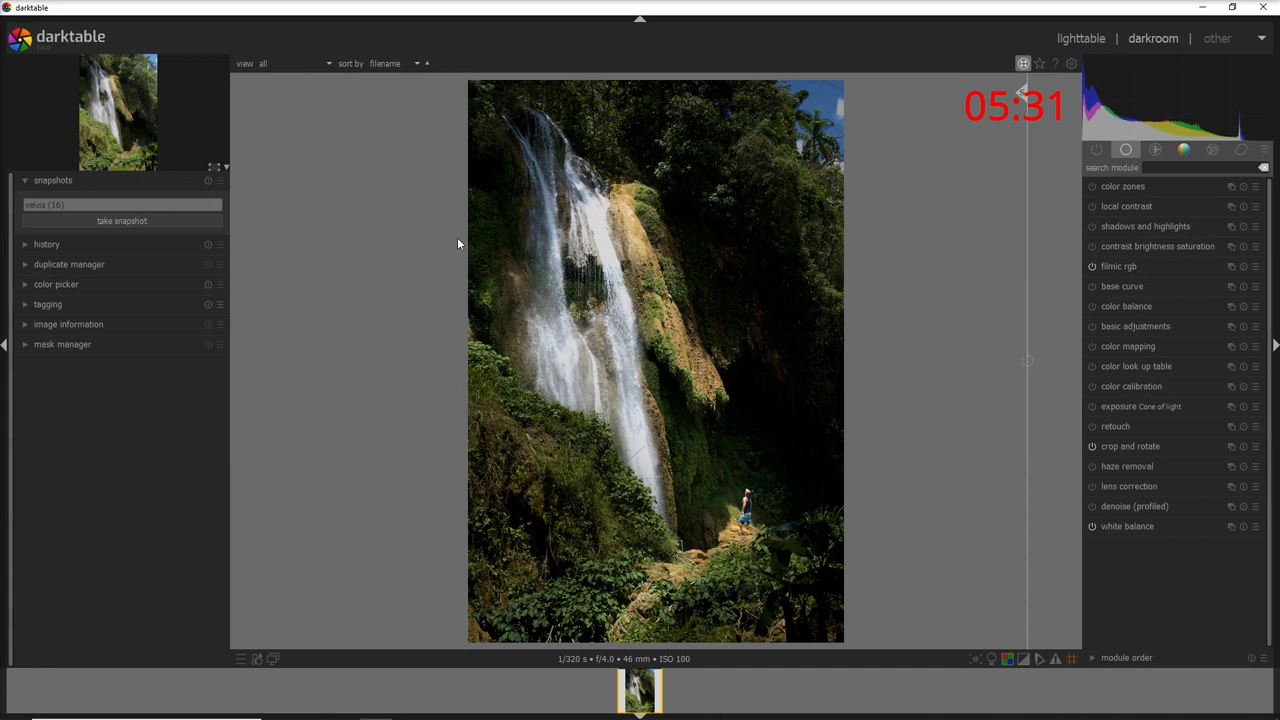 darktable
darktable
3.4.0
lighttable | darkroom | other
view all
sort by filename
05:31
snapshots
velvia (16)
take snapshot
history
duplicate manager
color picker
tagging
image information
mask manager
search module
color zones
local contrast
shadows and highlights
contrast brightness saturation
filmic rgb
base curve
color balance
basic adjustments
color mapping
color look up table
color calibration
exposure Cone of light
retouch
crop and rotate
haze removal
lens correction
denoise (profiled)
white balance
1/320 s • f/4.0 • 46 mm • ISO 100
module order